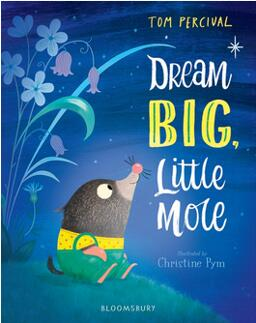 TOM PERCIVAL
DREAM
BIG,
Little
Mole
Illustrated by
Christine Pym
BLOOMSBURY